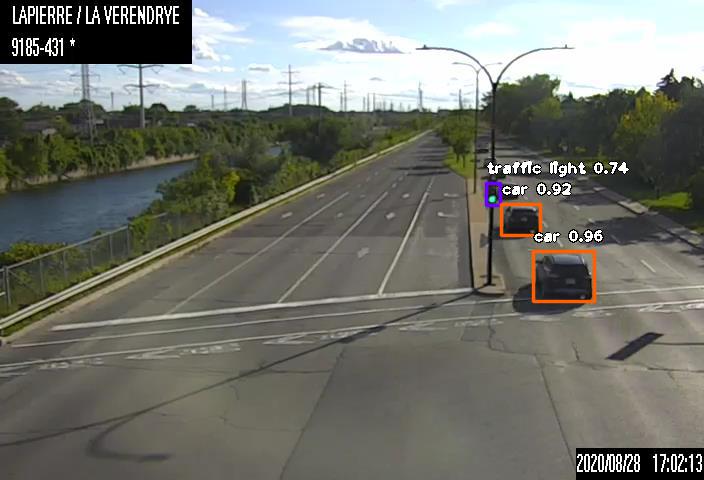 LAPIERRE / LA VERENDRYE
9185-431 *
traffic light 0.74
car 0.92
car 0.96
2020/08/28 17:02:13